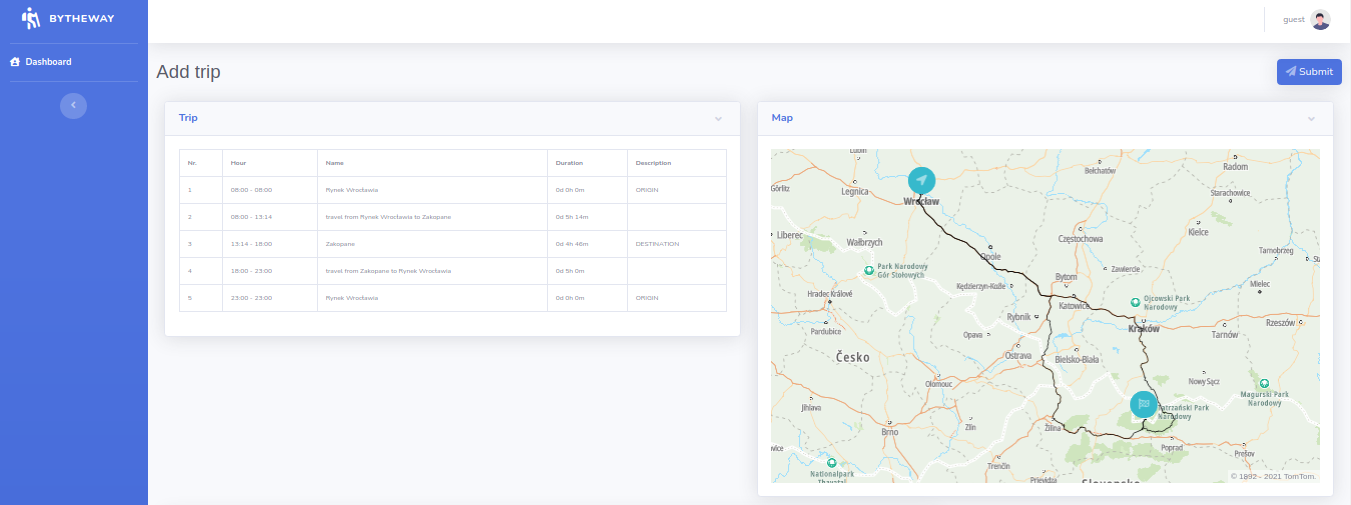 BYTHEWAY
guest
Dashboard
Add trip
Submit
Trip
Nr. Hour Name Duration Description
1 08:00 - 08:00 Rynek Wrocławia 0d 0h 0m ORIGIN
2 08:00 - 13:14 travel from Rynek Wrocławia to Zakopane 0d 5h 14m
3 13:14 - 18:00 Zakopane 0d 4h 46m DESTINATION
4 18:00 - 23:00 travel from Zakopane to Rynek Wrocławia 0d 5h 0m
5 23:00 - 23:00 Rynek Wrocławia 0d 0h 0m ORIGIN
Map
Lubin
Radom
Bełchatów
Görlitz
Legnica
Starachowice
Wrocław
Liberec
Wałbrzych
Częstochowa
Kielce
Tarnobrzeg
Opole
Park Narodowy
Gór Stołowych
Bytom
Zawiercie
Kędzierzyn-Koźle
Mielec
Hradec Králové
Katowice
Ojcowski Park
Narodowy
Rybnik
Rzeszów
Pardubice
Opava
Kraków
Tarnów
Česko
Ostrava
Bielsko-Biała
Olomouc
Nowy Sącz
Magurski Park
Narodowy
Jihlava
Tatrzański Park
Narodowy
Brno
Zlín
Žilina
Poprad
Prešov
Trenčín
Nationalpark
Thayatal
Prievidza
Slovensko
© 1892 - 2021 TomTom.